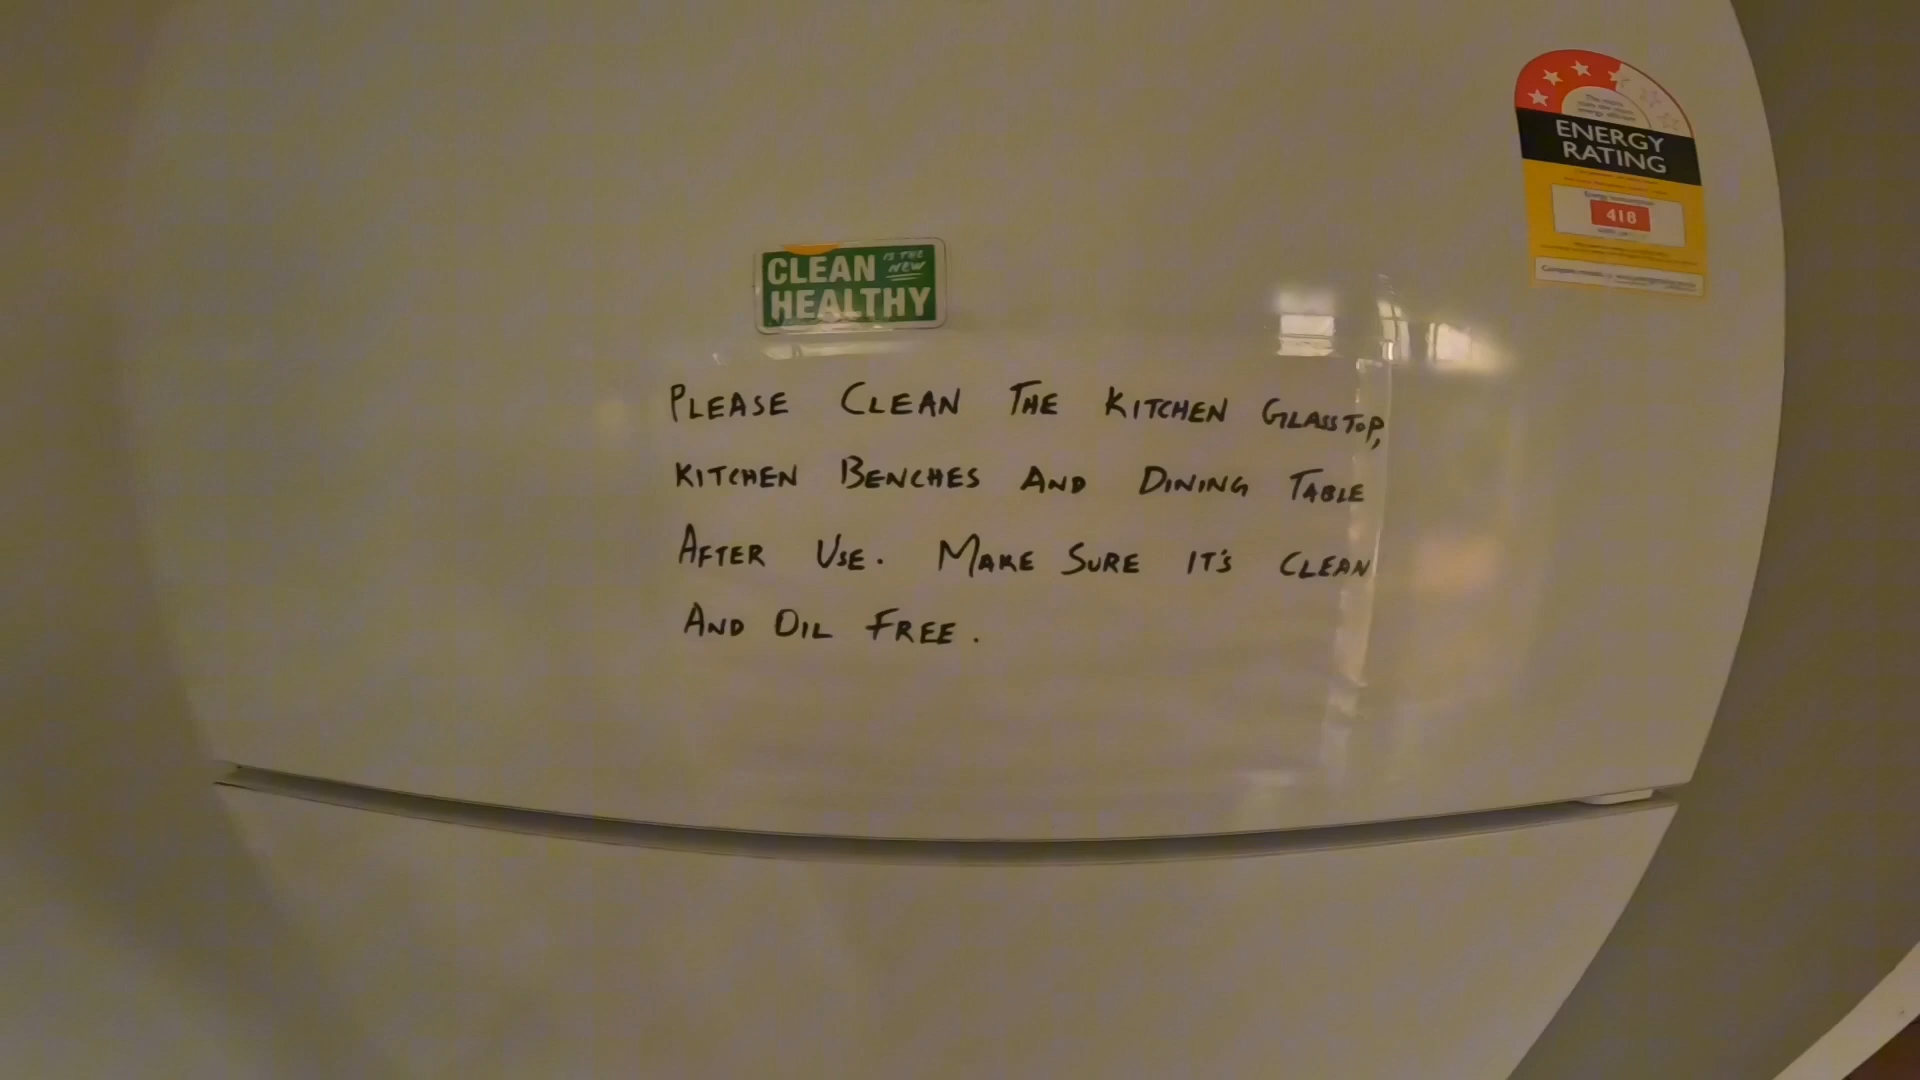 ENERGY
RATING
418
CLEAN IS THE NEW
HEALTHY
PLEASE CLEAN THE KITCHEN GLASSTOP,
KITCHEN BENCHES AND DINING TABLE
AFTER USE. MAKE SURE IT'S CLEAN
AND OIL FREE.